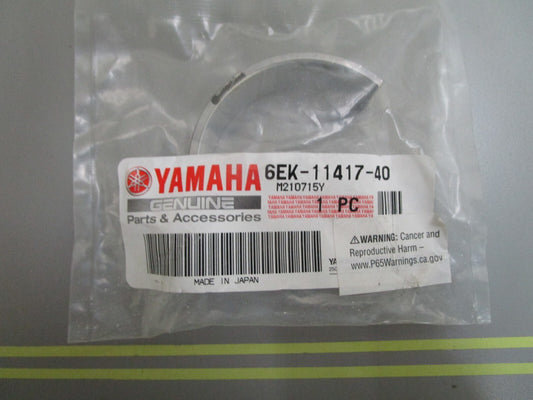 YAMAHA
GENUINE
Parts & Accessories
6EK-11417-40
M210715Y
1 PC
MADE IN JAPAN
YA
⚠WARNING: Cancer and
Reproductive Harm –
www.P65Warnings.ca.gov